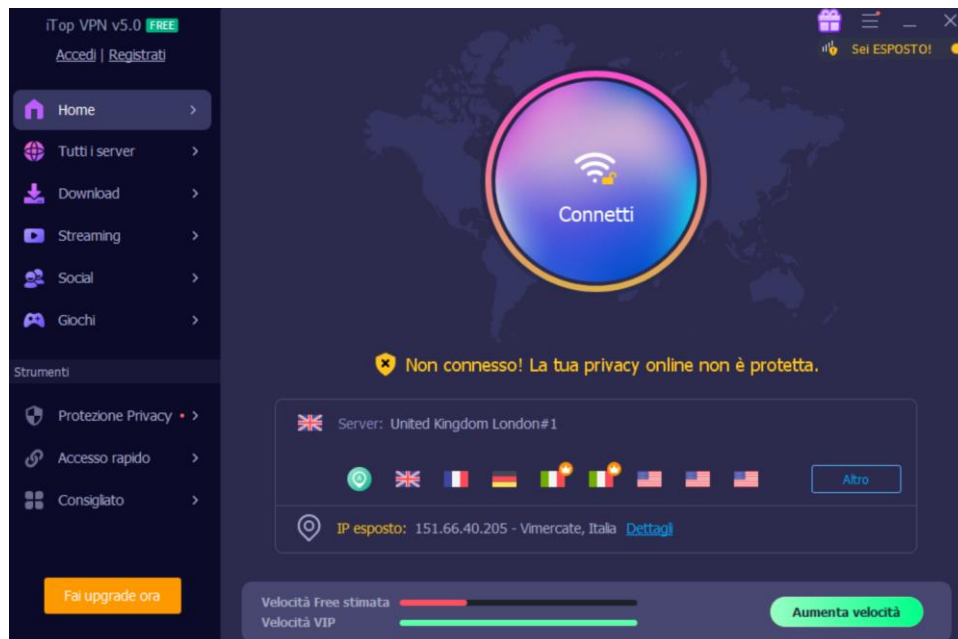 iTop VPN v5.0 FREE
Accedi | Registrati
Sei ESPOSTO!
Home
Tutti i server
Download
Streaming
Social
Giochi
Strumenti
Protezione Privacy
Accesso rapido
Consigliato
Fai upgrade ora
Connetti
Non connesso! La tua privacy online non è protetta.
Server: United Kingdom London#1
Altro
IP esposto: 151.66.40.205 - Vimercate, Italia Dettagli
Velocità Free stimata
Velocità VIP
Aumenta velocità